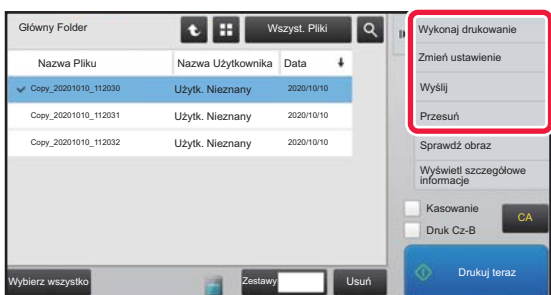 Główny Folder
Wszyst. Pliki
Nazwa Pliku Nazwa Użytkownika Data
Copy_20201010_112030 Użytk. Nieznany 2020/10/10
Copy_20201010_112031 Użytk. Nieznany 2020/10/10
Copy_20201010_112032 Użytk. Nieznany 2020/10/10
Wybierz wszystko
Zestawy
Usuń
Wykonaj drukowanie
Zmień ustawienie
Wyślij
Przesuń
Sprawdź obraz
Wyświetl szczegółowe
informacje
Kasowanie
Druk Cz-B
CA
Drukuj teraz